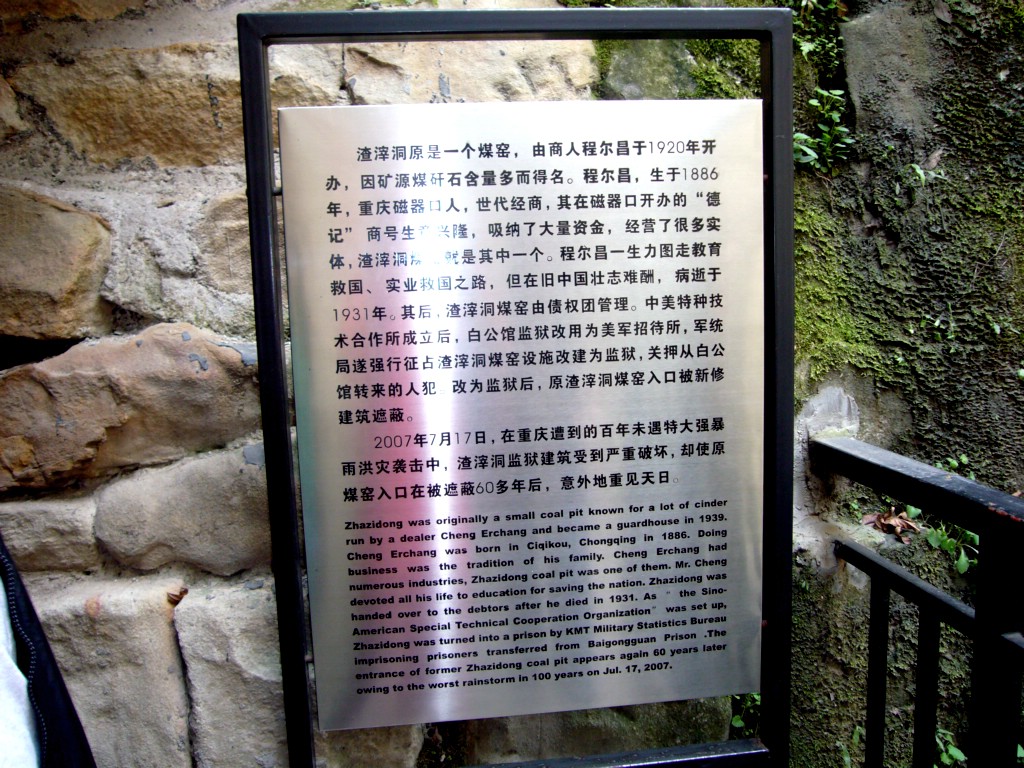 渣滓洞原是一个煤窑，由商人程尔昌于1920年开
办，因矿源煤矸石含量多而得名。程尔昌，生于1886
年，重庆磁器口人，世代经商，其在磁器口开办的“德
记”商号生意兴隆，吸纳了大量资金，经营了很多实
体，渣滓洞煤 就是其中一个。程尔昌一生力图走教育
救国、实业救国之路，但在旧中国壮志难酬，病逝于
1931年。其后，渣滓洞煤窑由债权团管理。中美特种技
术合作所成立后，白公馆监狱改用为美军招待所，军统
局遂强行征占渣滓洞煤窑设施改建为监狱，关押从白公
馆转来的人犯。改为监狱后，原渣滓洞煤窑入口被新修
建筑遮蔽。
2007年7月17日，在重庆遭到的百年未遇特大强暴
雨洪灾袭击中，渣滓洞监狱建筑受到严重破坏，却使原
煤窑入口在被遮蔽60多年后，意外地重见天日。
Zhazidong was originally a small coal pit known for a lot of cinder
run by a dealer Cheng Erchang and became a guardhouse in 1939.
Cheng Erchang was born in Ciqikou, Chongqing in 1886. Doing
business was the tradition of his family. Cheng Erchang had
numerous industries, Zhazidong coal pit was one of them. Mr. Cheng
devoted all his life to education for saving the nation. Zhazidong was
handed over to the debtors after he died in 1931. As " the Sino-
American Special Technical Cooperation Organization" was set up,
Zhazidong was turned into a prison by KMT Military Statistics Bureau
imprisoning prisoners transferred from Baigongguan Prison .The
entrance of former Zhazidong coal pit appears again 60 years later
owing to the worst rainstorm in 100 years on Jul. 17, 2007.